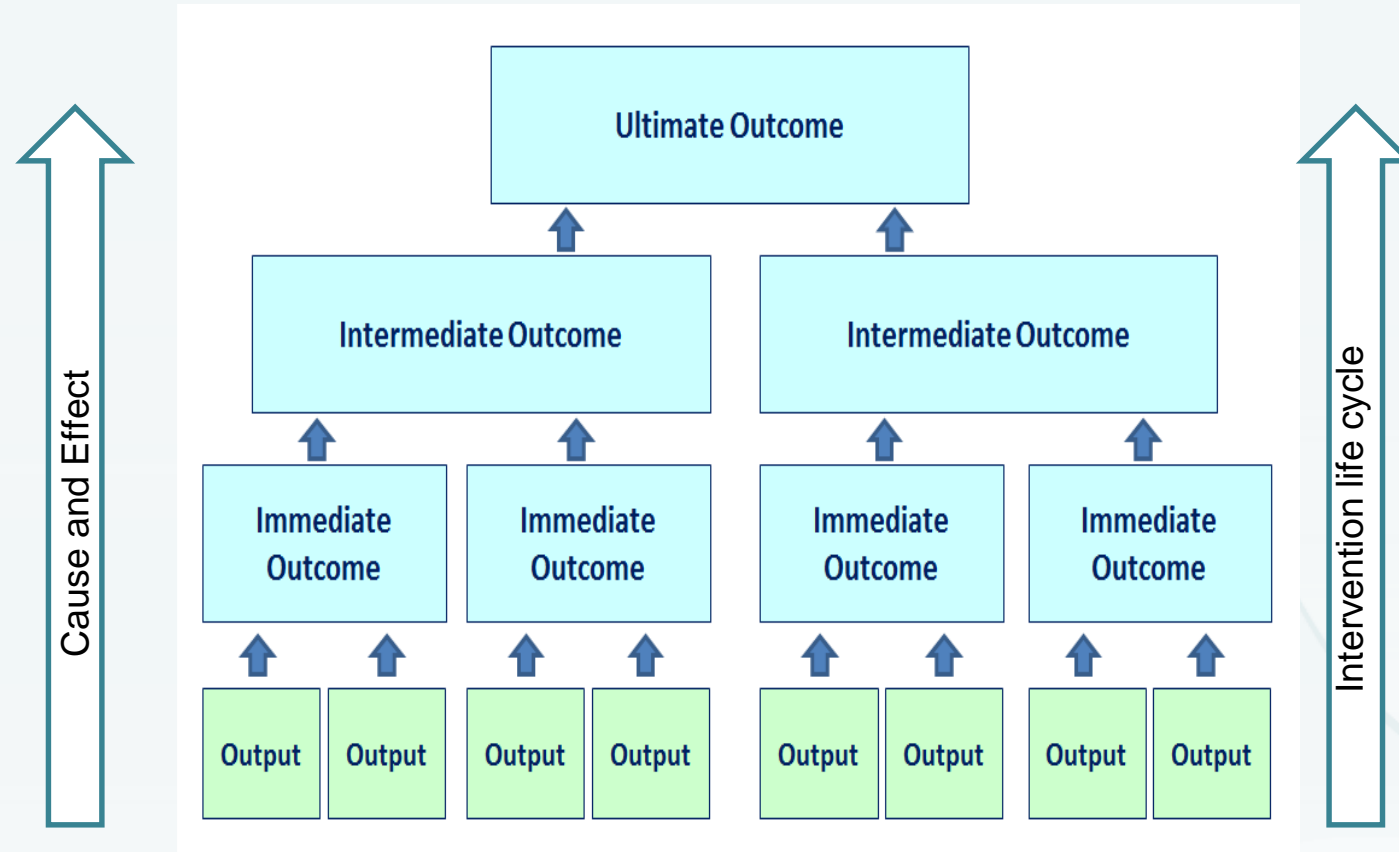 Ultimate Outcome
Intermediate Outcome
Intermediate Outcome
Cause and Effect
Intervention life cycle
Immediate
Outcome
Immediate
Outcome
Immediate
Outcome
Immediate
Outcome
Output
Output
Output
Output
Output
Output
Output
Output